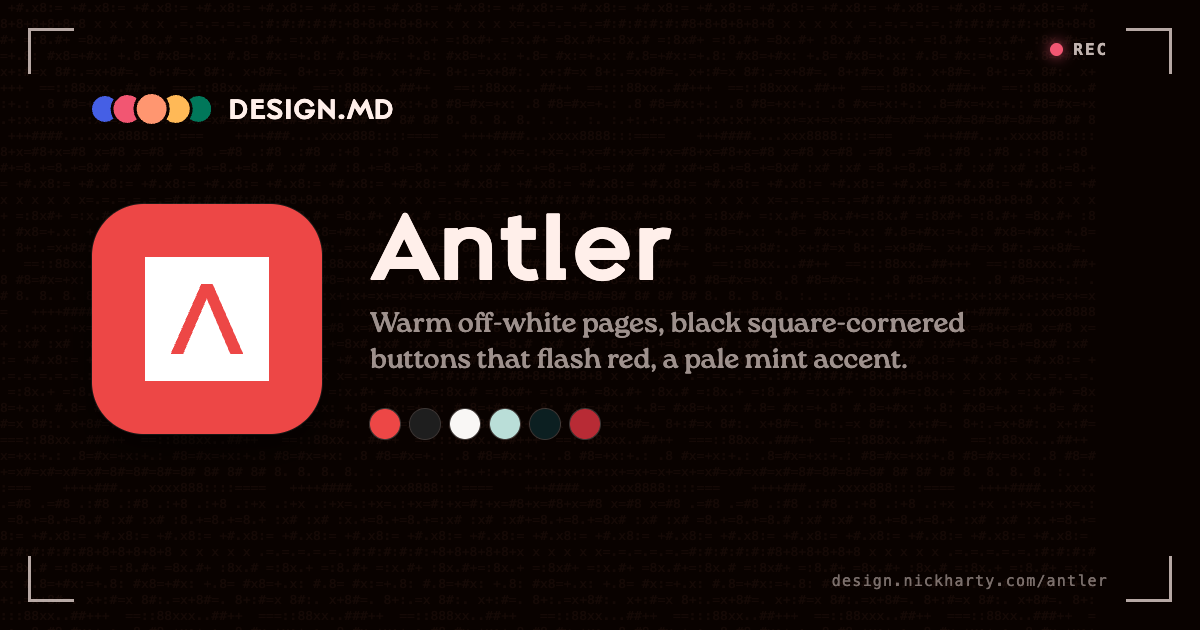 REC
DESIGN.MD
Antler
Warm off-white pages, black square-cornered
buttons that flash red, a pale mint accent.
design.nickharty.com/antler